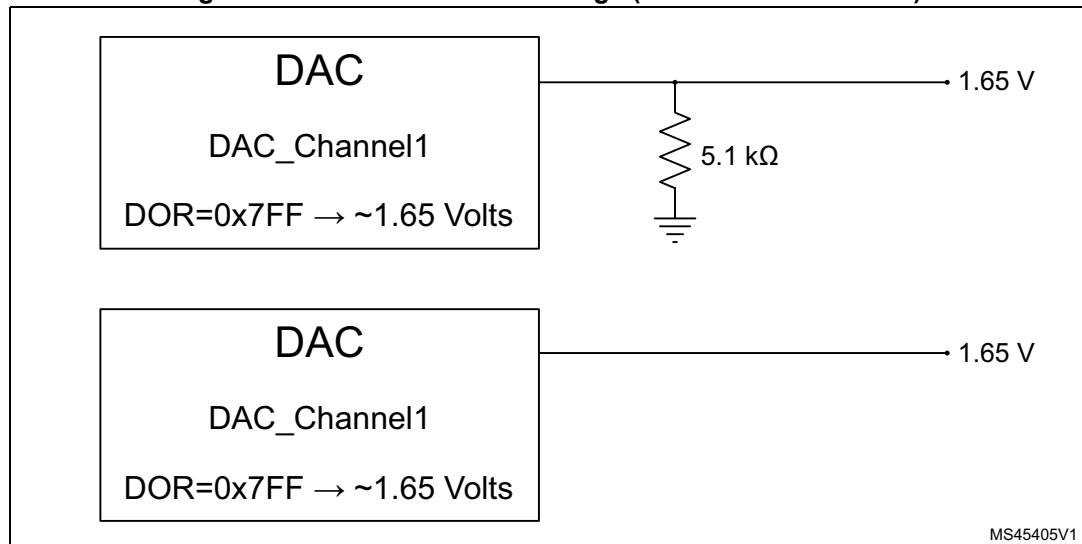 DAC
DAC_Channel1
DOR=0x7FF → ~1.65 Volts
1.65 V
5.1 kΩ
DAC
DAC_Channel1
DOR=0x7FF → ~1.65 Volts
1.65 V
MS45405V1